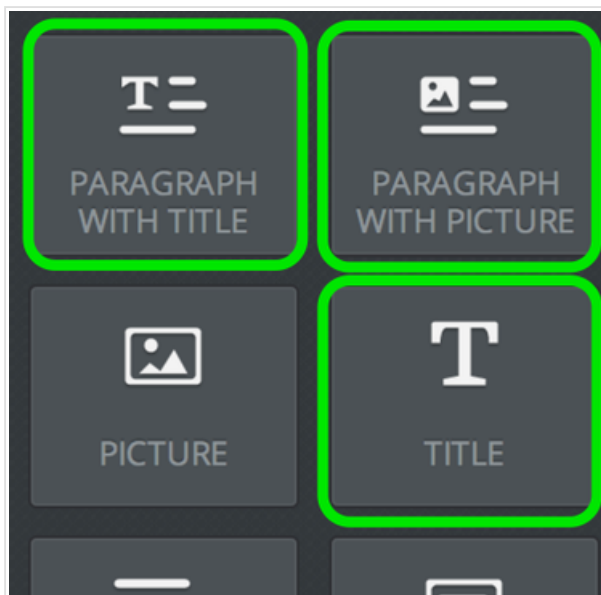 T
PARAGRAPH
WITH TITLE
PARAGRAPH
WITH PICTURE
PICTURE
T
TITLE